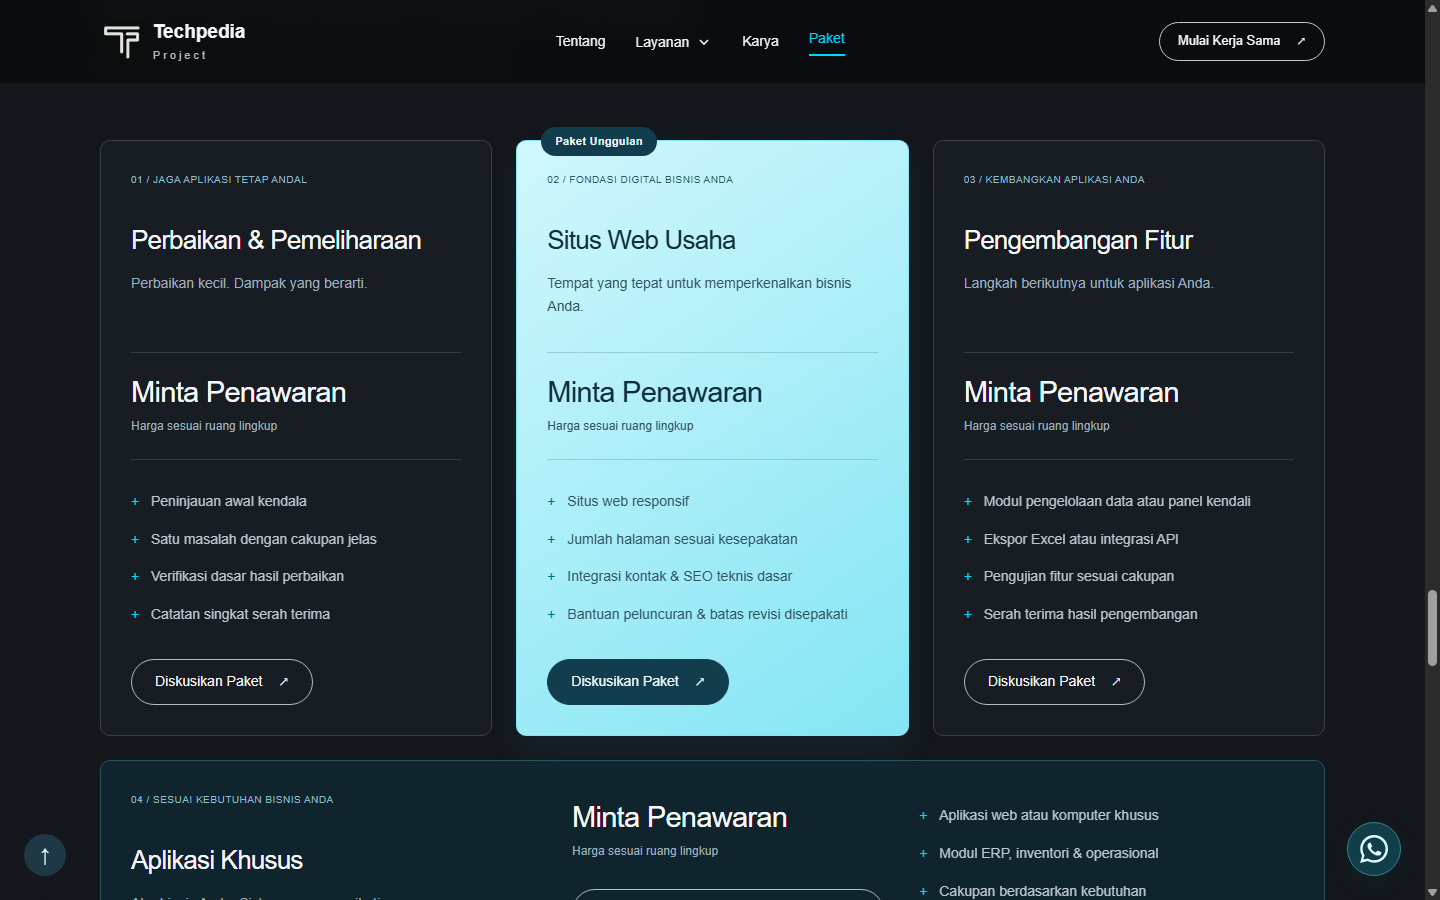 Techpedia
Project
Tentang
Layanan
Karya
Paket
Mulai Kerja Sama ↗
01 / JAGA APLIKASI TETAP ANDAL
Perbaikan & Pemeliharaan
Perbaikan kecil. Dampak yang berarti.
Minta Penawaran
Harga sesuai ruang lingkup
+ Peninjauan awal kendala
+ Satu masalah dengan cakupan jelas
+ Verifikasi dasar hasil perbaikan
+ Catatan singkat serah terima
Diskusikan Paket ↗
Paket Unggulan
02 / FONDASI DIGITAL BISNIS ANDA
Situs Web Usaha
Tempat yang tepat untuk memperkenalkan bisnis
Anda.
Minta Penawaran
Harga sesuai ruang lingkup
+ Situs web responsif
+ Jumlah halaman sesuai kesepakatan
+ Integrasi kontak & SEO teknis dasar
+ Bantuan peluncuran & batas revisi disepakati
Diskusikan Paket ↗
03 / KEMBANGKAN APLIKASI ANDA
Pengembangan Fitur
Langkah berikutnya untuk aplikasi Anda.
Minta Penawaran
Harga sesuai ruang lingkup
+ Modul pengelolaan data atau panel kendali
+ Ekspor Excel atau integrasi API
+ Pengujian fitur sesuai cakupan
+ Serah terima hasil pengembangan
Diskusikan Paket ↗
04 / SESUAI KEBUTUHAN BISNIS ANDA
Aplikasi Khusus
Minta Penawaran
Harga sesuai ruang lingkup
+ Aplikasi web atau komputer khusus
+ Modul ERP, inventori & operasional
+ Cakupan berdasarkan kebutuhan
↑